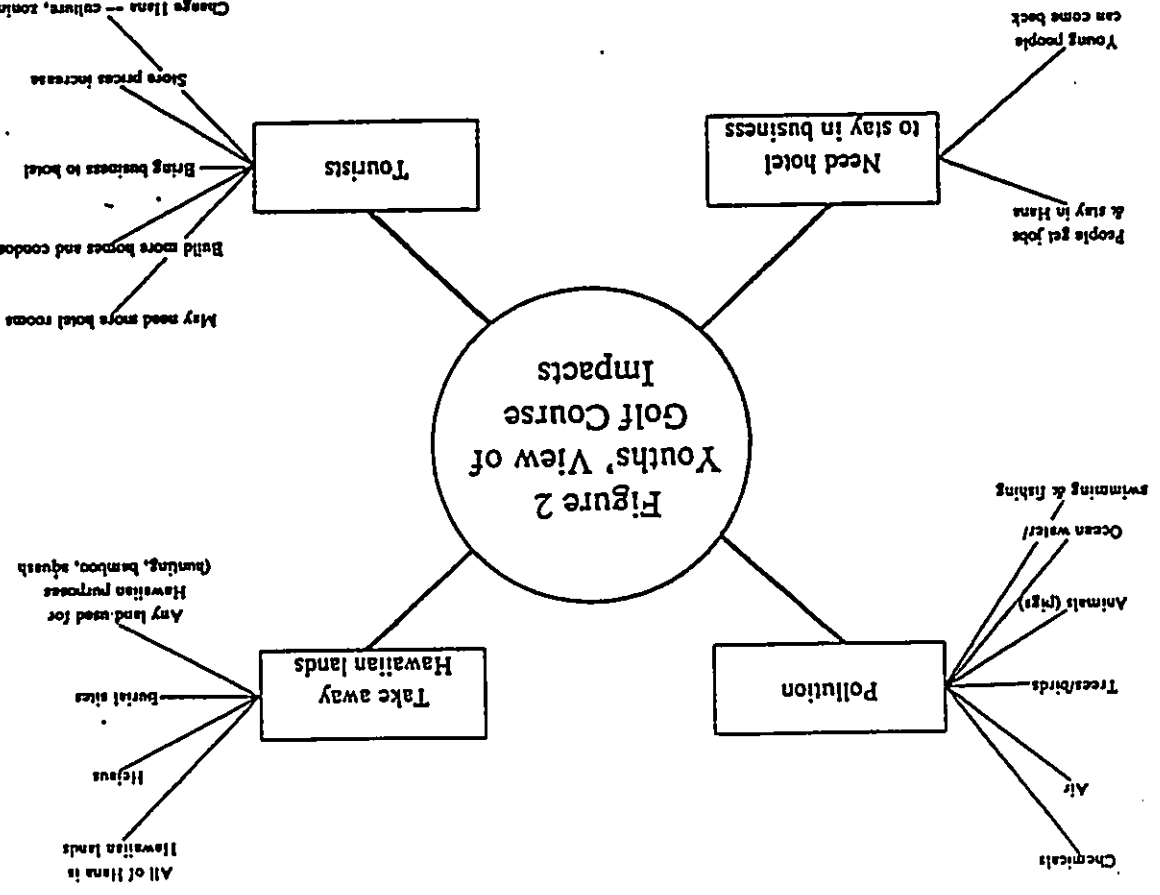 Chemicals
Air
Trees/birds
Animals (pigs)
Ocean water/
swimming & fishing
Pollution
Take away
Hawaiian lands
All of Hana is
Hawaiian lands
Heiaus
Burial sites
Any land used for
Hawaiian purposes
(hunting, bamboo, squash
Figure 2
Youths' View of
Golf Course
Impacts
People get jobs
& stay in Hana
Young people
can come back
Need hotel
to stay in business
Tourists
May need more hotel rooms
Build more homes and condos
Bring business to hotel
Store prices increase
Change Hana -- culture, zonin